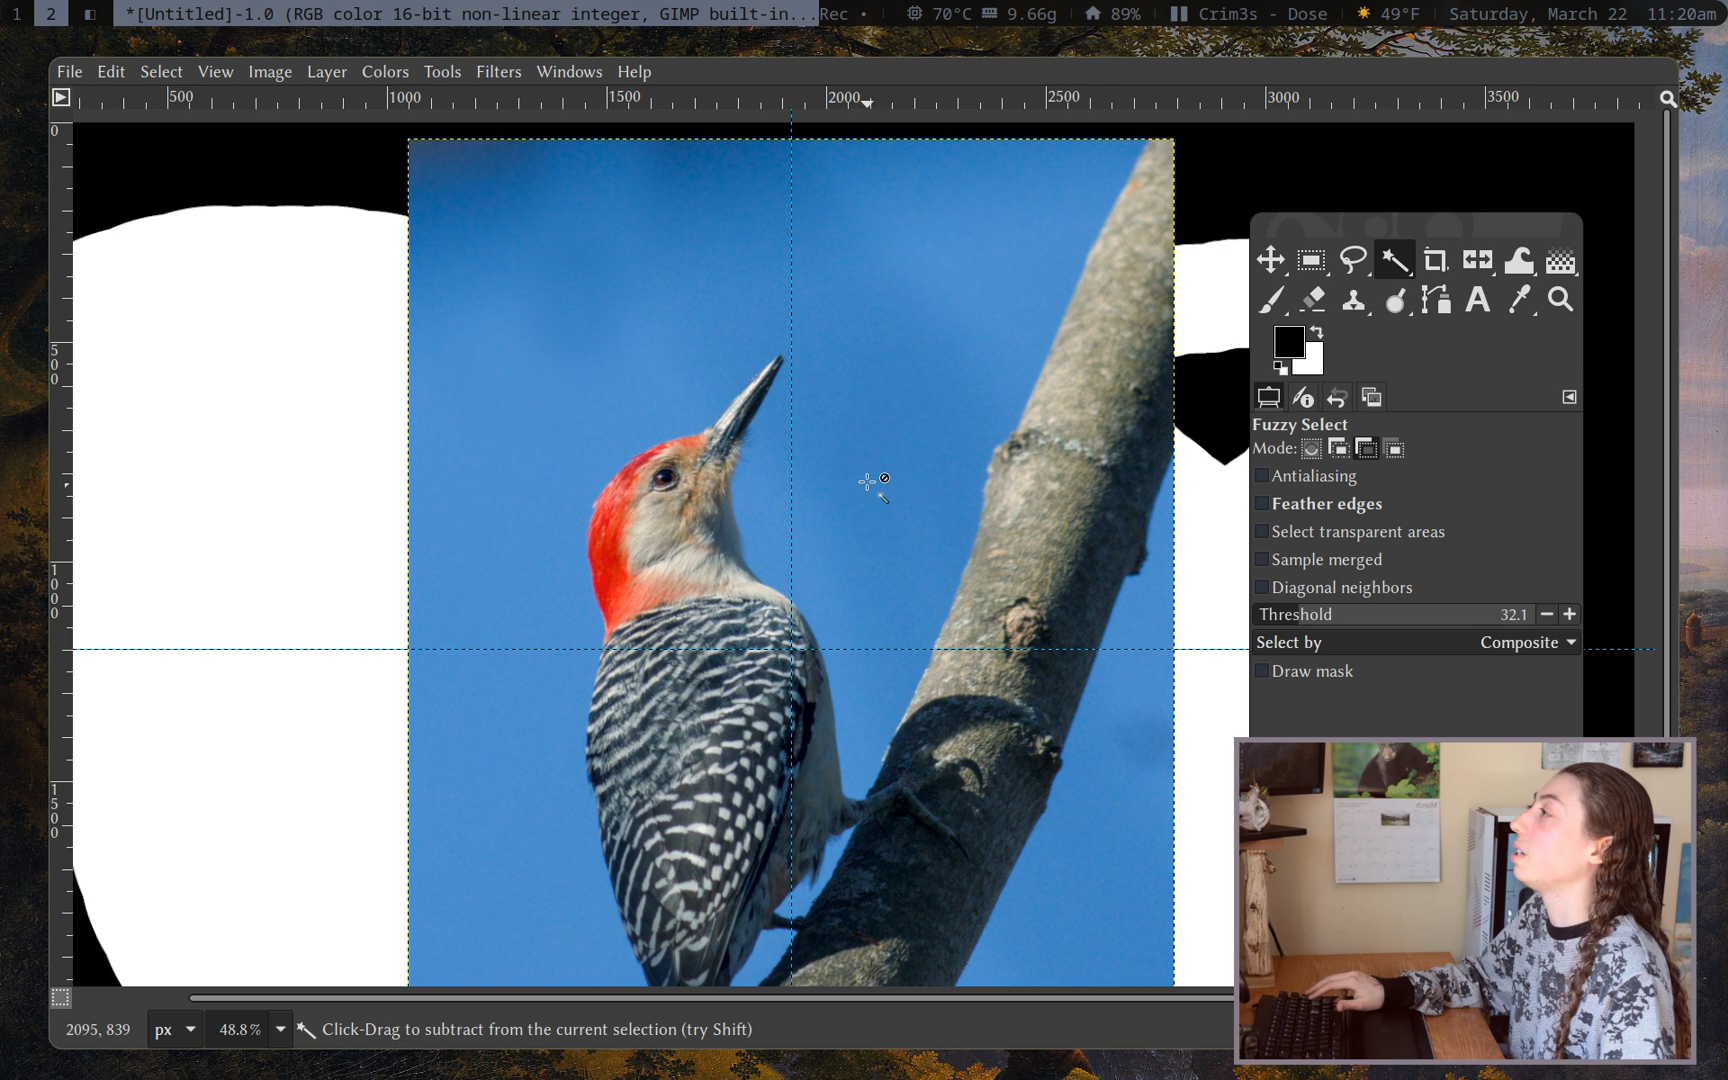 1 2 *[Untitled]-1.0 (RGB color 16-bit non-linear integer, GIMP built-in... Rec • 70°C 9.66g 89% Crim3s - Dose 49°F Saturday, March 22 11:20am
File Edit Select View Image Layer Colors Tools Filters Windows Help
500 1000 1500 2000 2500 3000 3500
0
500
1000
1500
Fuzzy Select
Mode:
Antialiasing
Feather edges
Select transparent areas
Sample merged
Diagonal neighbors
Threshold 32.1
Select by Composite
Draw mask
2095, 839 px 48.8% Click-Drag to subtract from the current selection (try Shift)